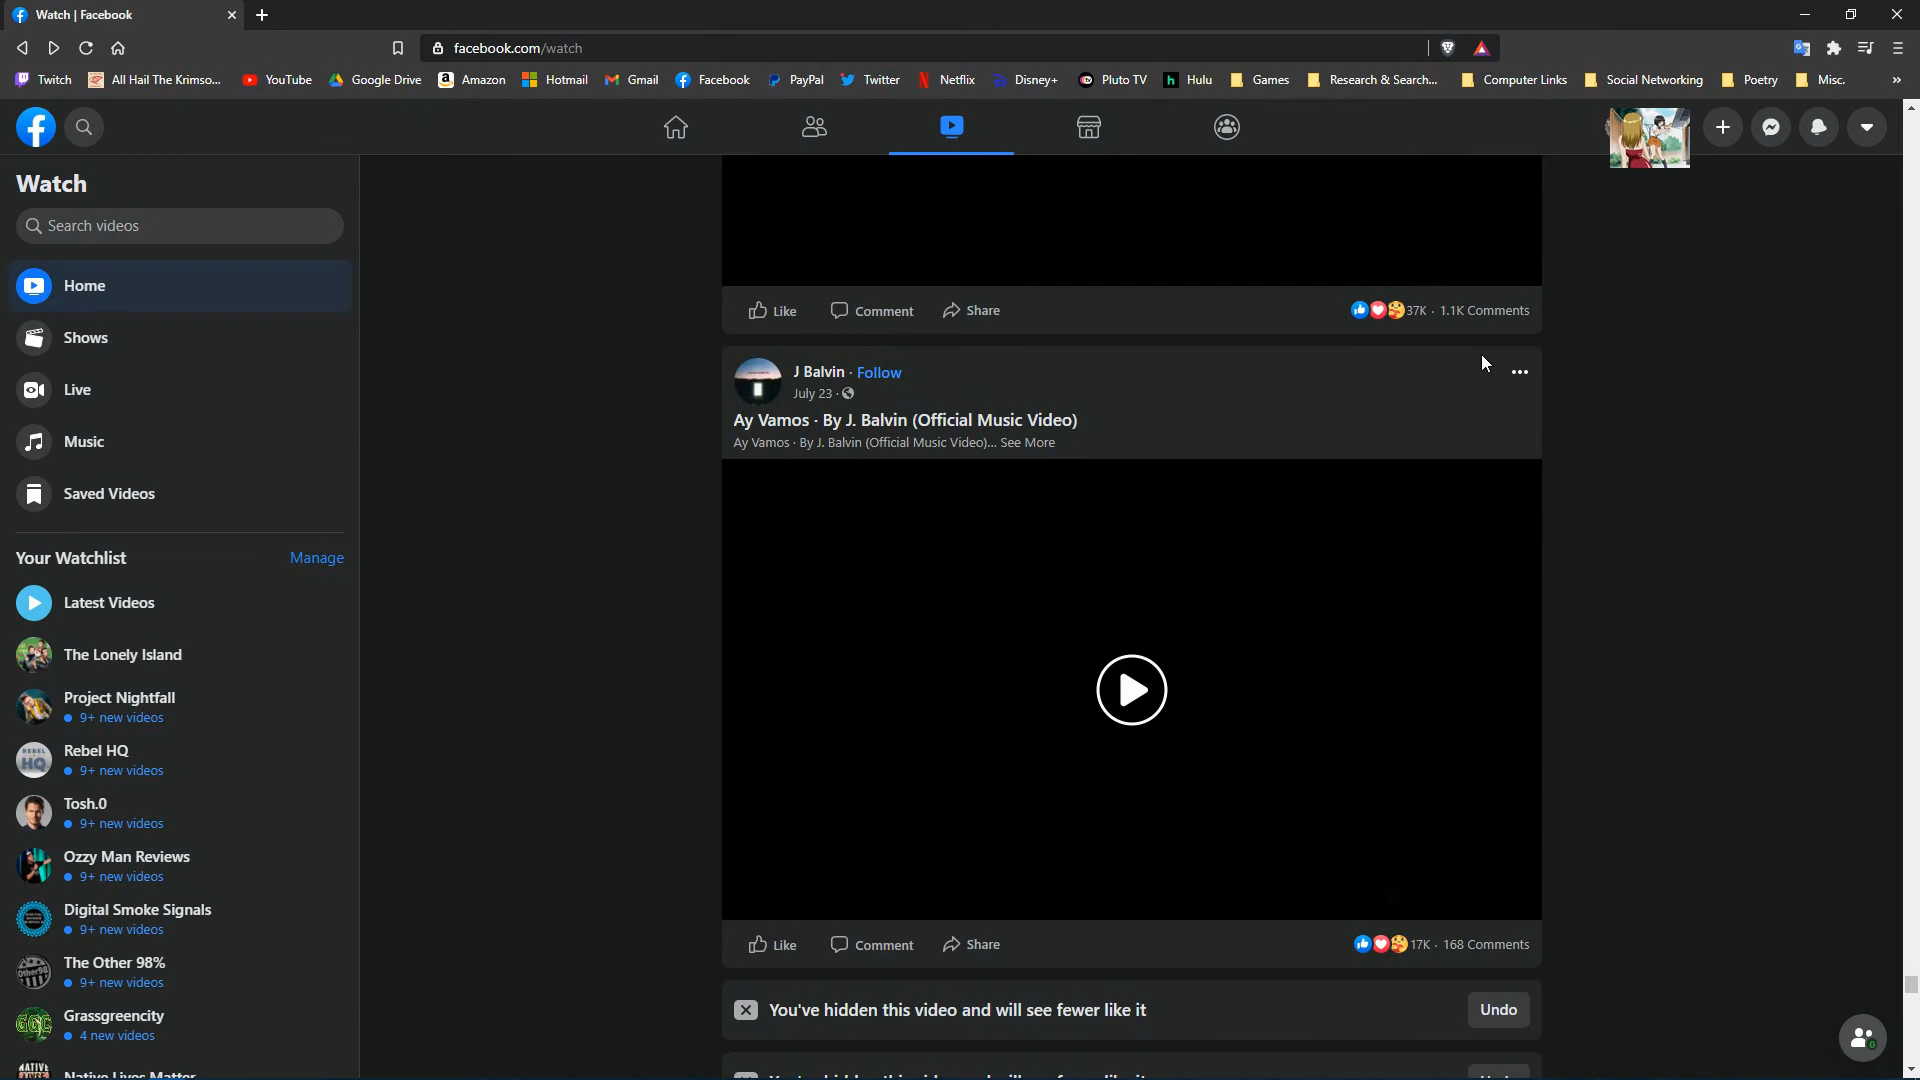 Watch | Facebook
facebook.com/watch
Twitch
All Hail The Krimso...
YouTube
Google Drive
Amazon
Hotmail
Gmail
Facebook
PayPal
Twitter
Netflix
Disney+
Pluto TV
Hulu
Games
Research & Search...
Computer Links
Social Networking
Poetry
Misc.
Watch
Search videos
Home
Shows
Live
Music
Saved Videos
Your Watchlist
Manage
Latest Videos
The Lonely Island
Project Nightfall
9+ new videos
Rebel HQ
9+ new videos
Tosh.0
9+ new videos
Ozzy Man Reviews
9+ new videos
Digital Smoke Signals
9+ new videos
The Other 98%
9+ new videos
Grassgreencity
4 new videos
Native Lives Matter
Like
Comment
Share
37K · 1.1K Comments
J Balvin · Follow
July 23 ·
Ay Vamos · By J. Balvin (Official Music Video)
Ay Vamos · By J. Balvin (Official Music Video)... See More
Like
Comment
Share
17K · 168 Comments
You've hidden this video and will see fewer like it
Undo